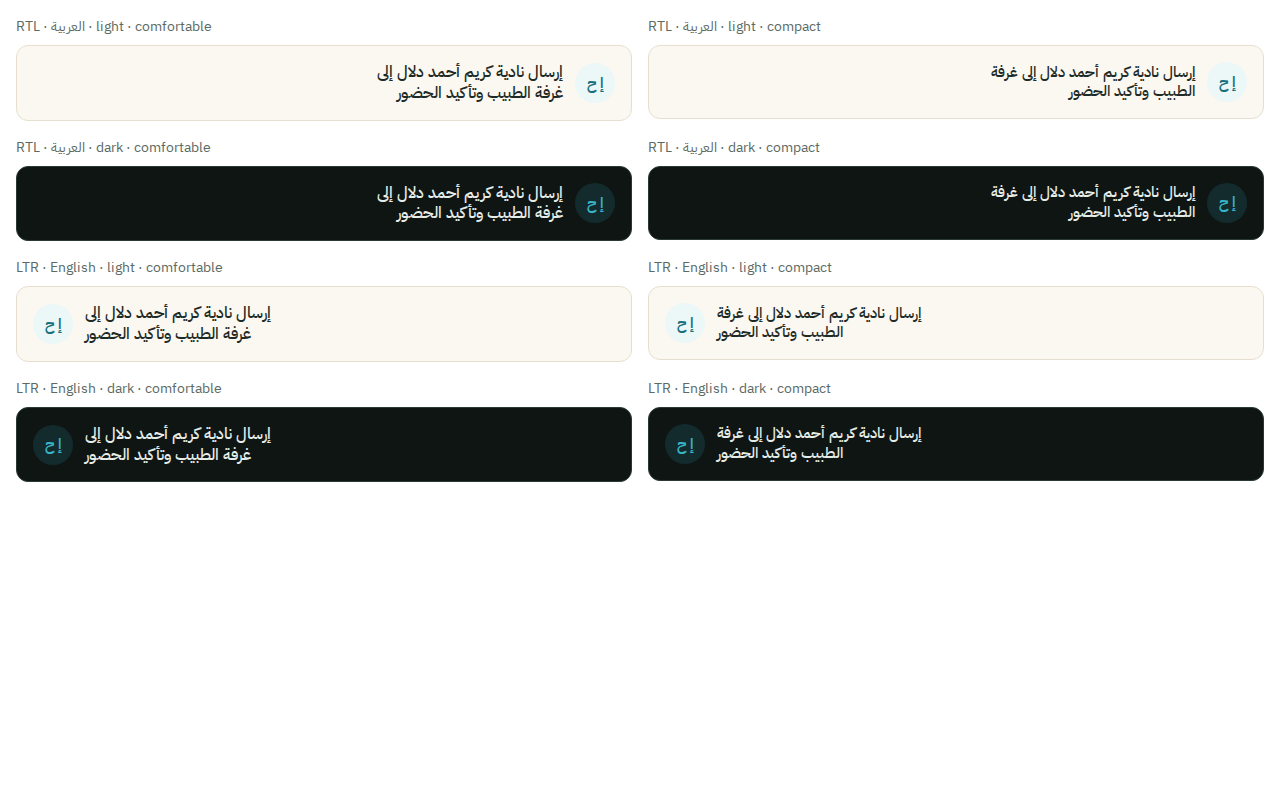 RTL · العربية · light · comfortable
إح
إرسال نادية كريم أحمد دلال إلى
غرفة الطبيب وتأكيد الحضور
RTL · العربية · light · compact
إح
إرسال نادية كريم أحمد دلال إلى غرفة
الطبيب وتأكيد الحضور
RTL · العربية · dark · comfortable
إح
إرسال نادية كريم أحمد دلال إلى
غرفة الطبيب وتأكيد الحضور
RTL · العربية · dark · compact
إح
إرسال نادية كريم أحمد دلال إلى غرفة
الطبيب وتأكيد الحضور
LTR · English · light · comfortable
إح
إرسال نادية كريم أحمد دلال إلى
غرفة الطبيب وتأكيد الحضور
LTR · English · light · compact
إح
إرسال نادية كريم أحمد دلال إلى غرفة
الطبيب وتأكيد الحضور
LTR · English · dark · comfortable
إح
إرسال نادية كريم أحمد دلال إلى
غرفة الطبيب وتأكيد الحضور
LTR · English · dark · compact
إح
إرسال نادية كريم أحمد دلال إلى غرفة
الطبيب وتأكيد الحضور